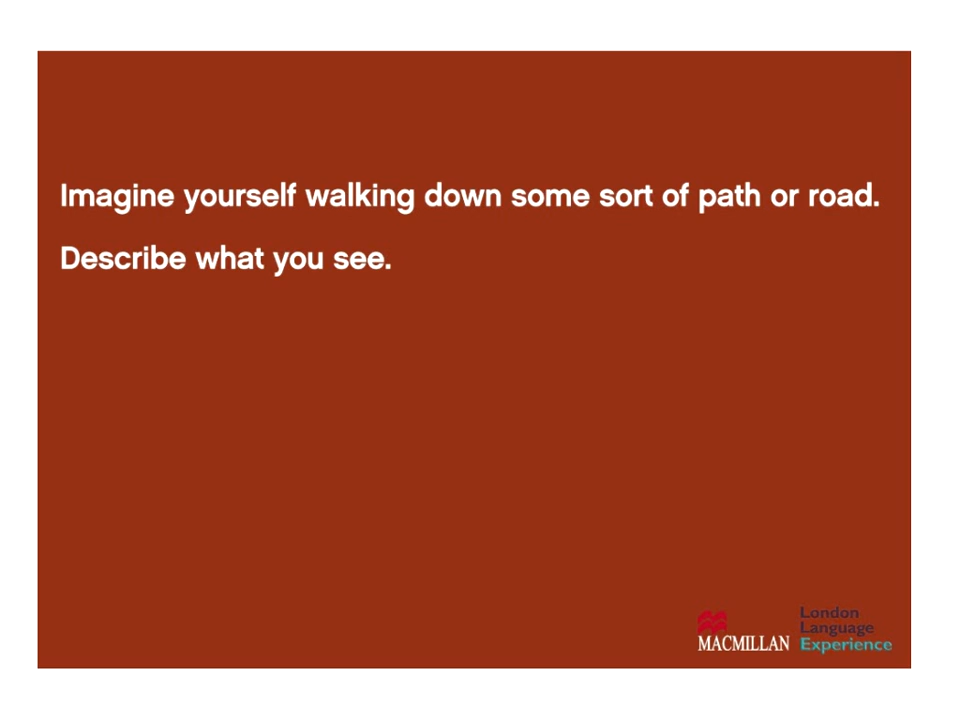 Imagine yourself walking down some sort of path or road.
Describe what you see.
London
Language
MACMILLAN Experience